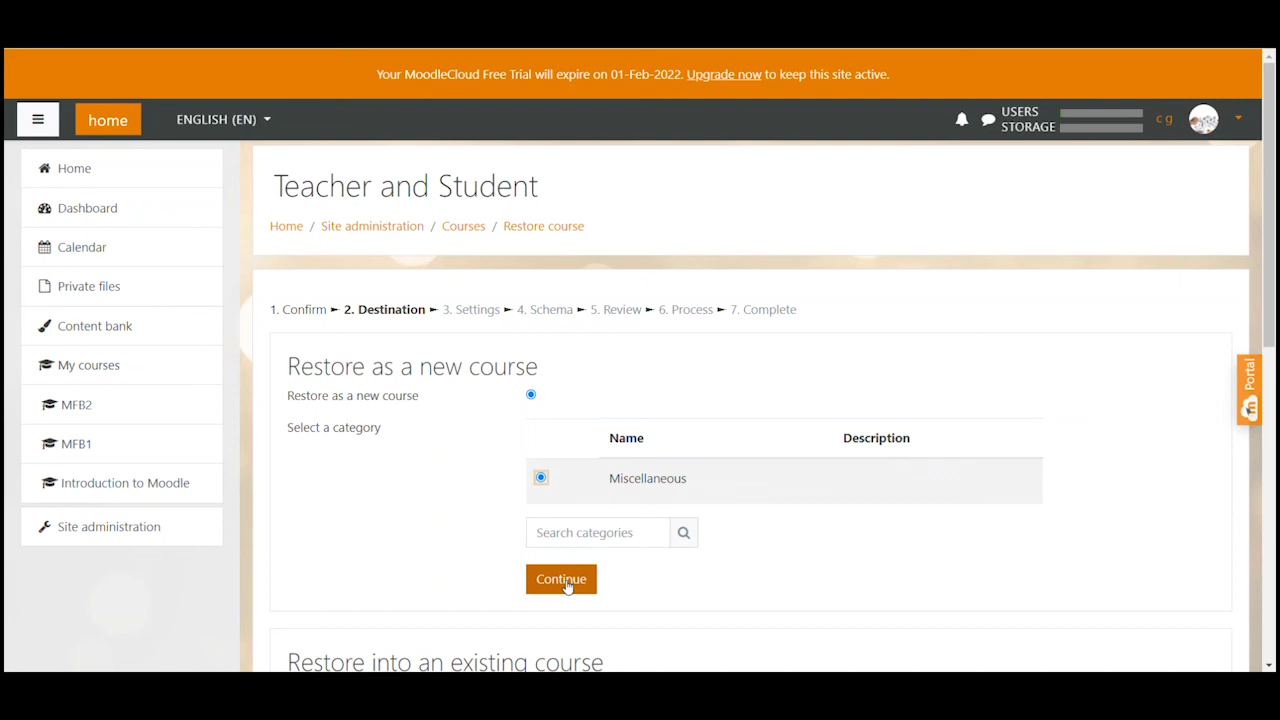 Your MoodleCloud Free Trial will expire on 01-Feb-2022. Upgrade now to keep this site active.
home
ENGLISH (EN)
USERS
STORAGE
c g
Home
Dashboard
Calendar
Private files
Content bank
My courses
MFB2
MFB1
Introduction to Moodle
Site administration
Teacher and Student
Home / Site administration / Courses / Restore course
1. Confirm ► 2. Destination ► 3. Settings ► 4. Schema ► 5. Review ► 6. Process ► 7. Complete
Restore as a new course
Restore as a new course
Select a category
Name Description
Miscellaneous
Search categories
Continue
Restore into an existing course
Portal